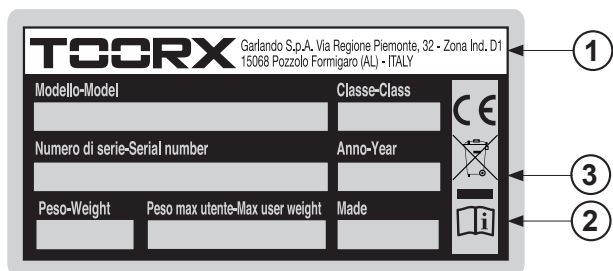 TOORX Garlando S.p.A. Via Regione Piemonte, 32 - Zona Ind. D1
15068 Pozzolo Formigaro (AL) - ITALY
1
Modello-Model Classe-Class
CE
Numero di serie-Serial number Anno-Year
3
Peso-Weight Peso max utente-Max user weight Made
i
2